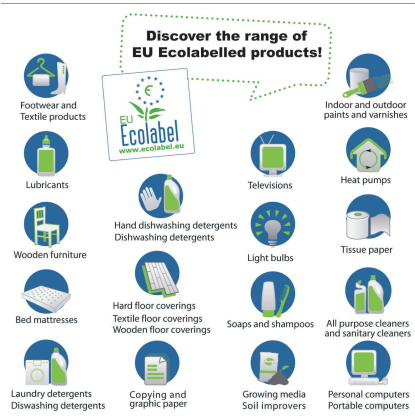 Discover the range of
EU Ecolabelled products!
EU
Ecolabel
www.ecolabel.eu
Footwear and
Textile products
Indoor and outdoor
paints and varnishes
Lubricants
Hand dishwashing detergents
Dishwashing detergents
Televisions
Heat pumps
Wooden furniture
Light bulbs
Tissue paper
Bed mattresses
Hard floor coverings
Textile floor coverings
Wooden floor coverings
Soaps and shampoos
All purpose cleaners
and sanitary cleaners
Laundry detergents
Diswashing detergents
Copying and
graphic paper
Growing media
Soil improvers
Personal computers
Portable computers